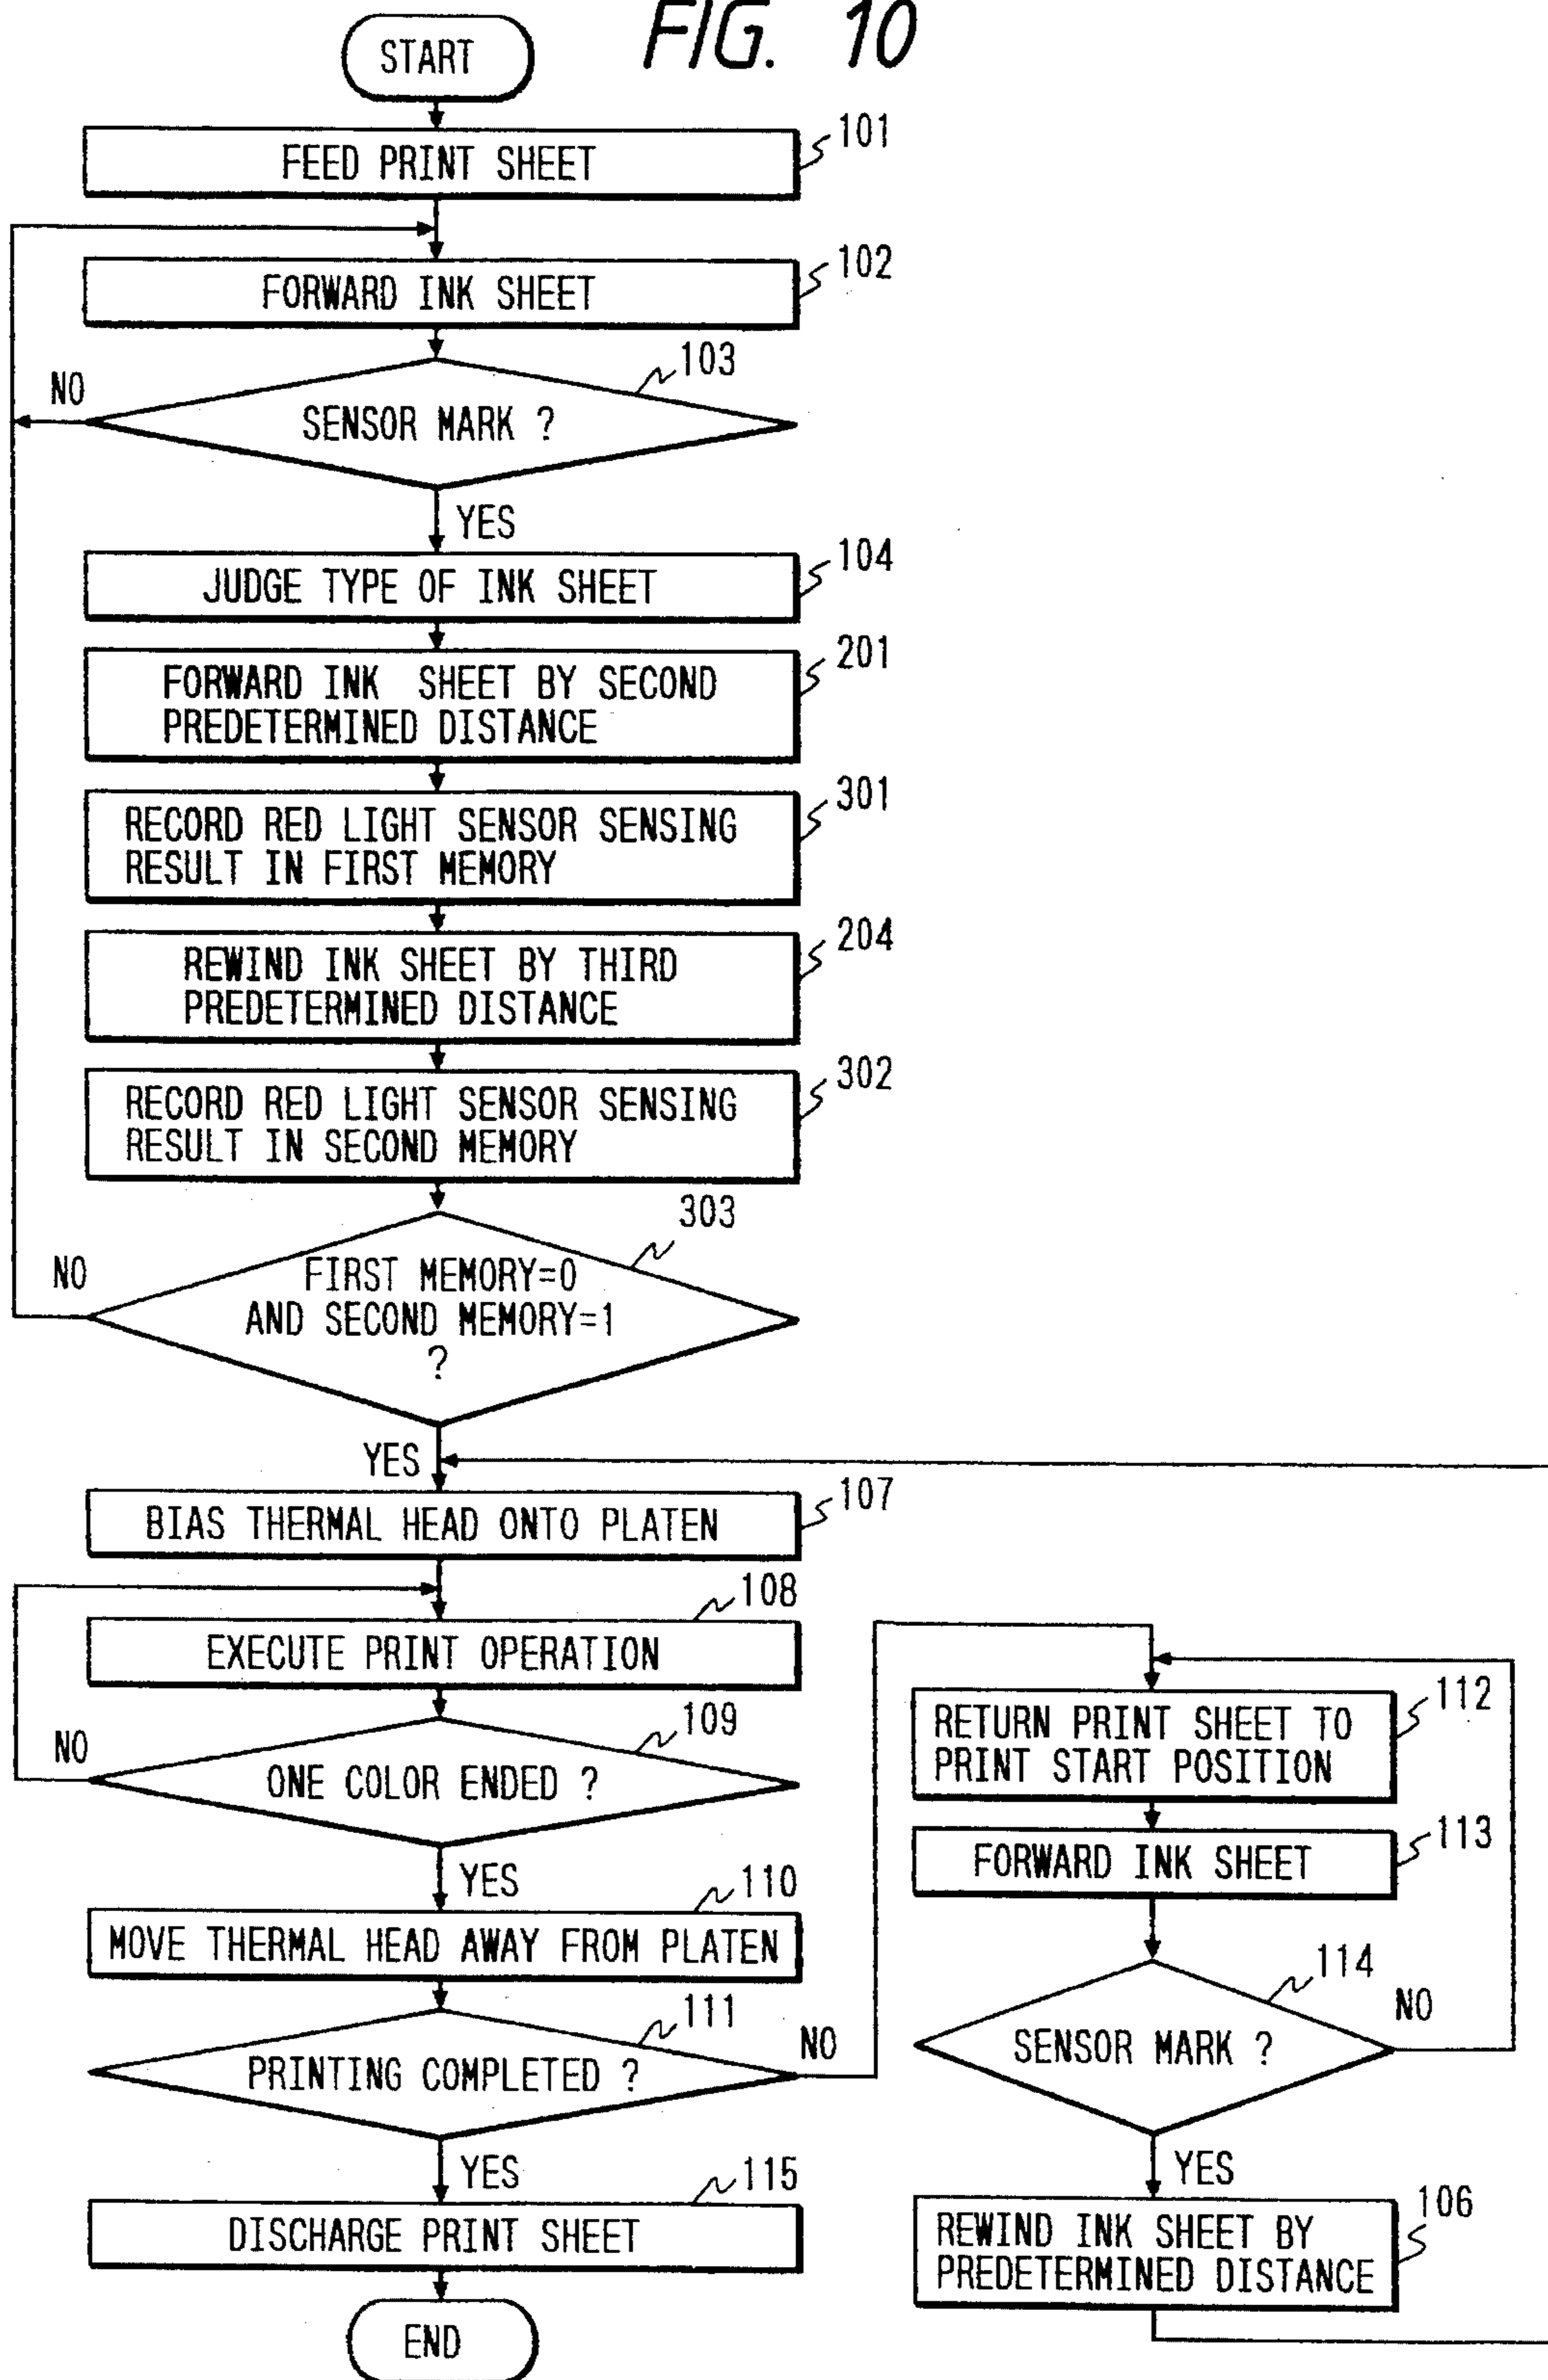 FIG. 10
START
FEED PRINT SHEET
101
FORWARD INK SHEET
102
103
NO
SENSOR MARK ?
YES
JUDGE TYPE OF INK SHEET
104
FORWARD INK SHEET BY SECOND
PREDETERMINED DISTANCE
201
RECORD RED LIGHT SENSOR SENSING
RESULT IN FIRST MEMORY
301
REWIND INK SHEET BY THIRD
PREDETERMINED DISTANCE
204
RECORD RED LIGHT SENSOR SENSING
RESULT IN SECOND MEMORY
302
303
NO
FIRST MEMORY=0
AND SECOND MEMORY=1
?
YES
BIAS THERMAL HEAD ONTO PLATEN
107
108
EXECUTE PRINT OPERATION
109
NO
ONE COLOR ENDED ?
YES
110
MOVE THERMAL HEAD AWAY FROM PLATEN
111
PRINTING COMPLETED ?
NO
YES
115
DISCHARGE PRINT SHEET
END
112
RETURN PRINT SHEET TO
PRINT START POSITION
113
FORWARD INK SHEET
114
SENSOR MARK ?
NO
YES
106
REWIND INK SHEET BY
PREDETERMINED DISTANCE